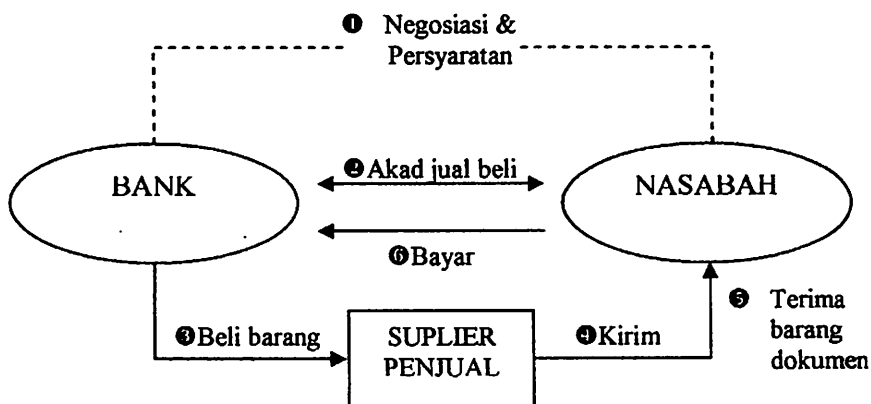 ❶ Negosiasi &
Persyaratan
BANK
❷Akad jual beli
NASABAH
❻Bayar
❸Beli barang
SUPLIER
PENJUAL
❹Kirim
❺ Terima
barang
dokumen